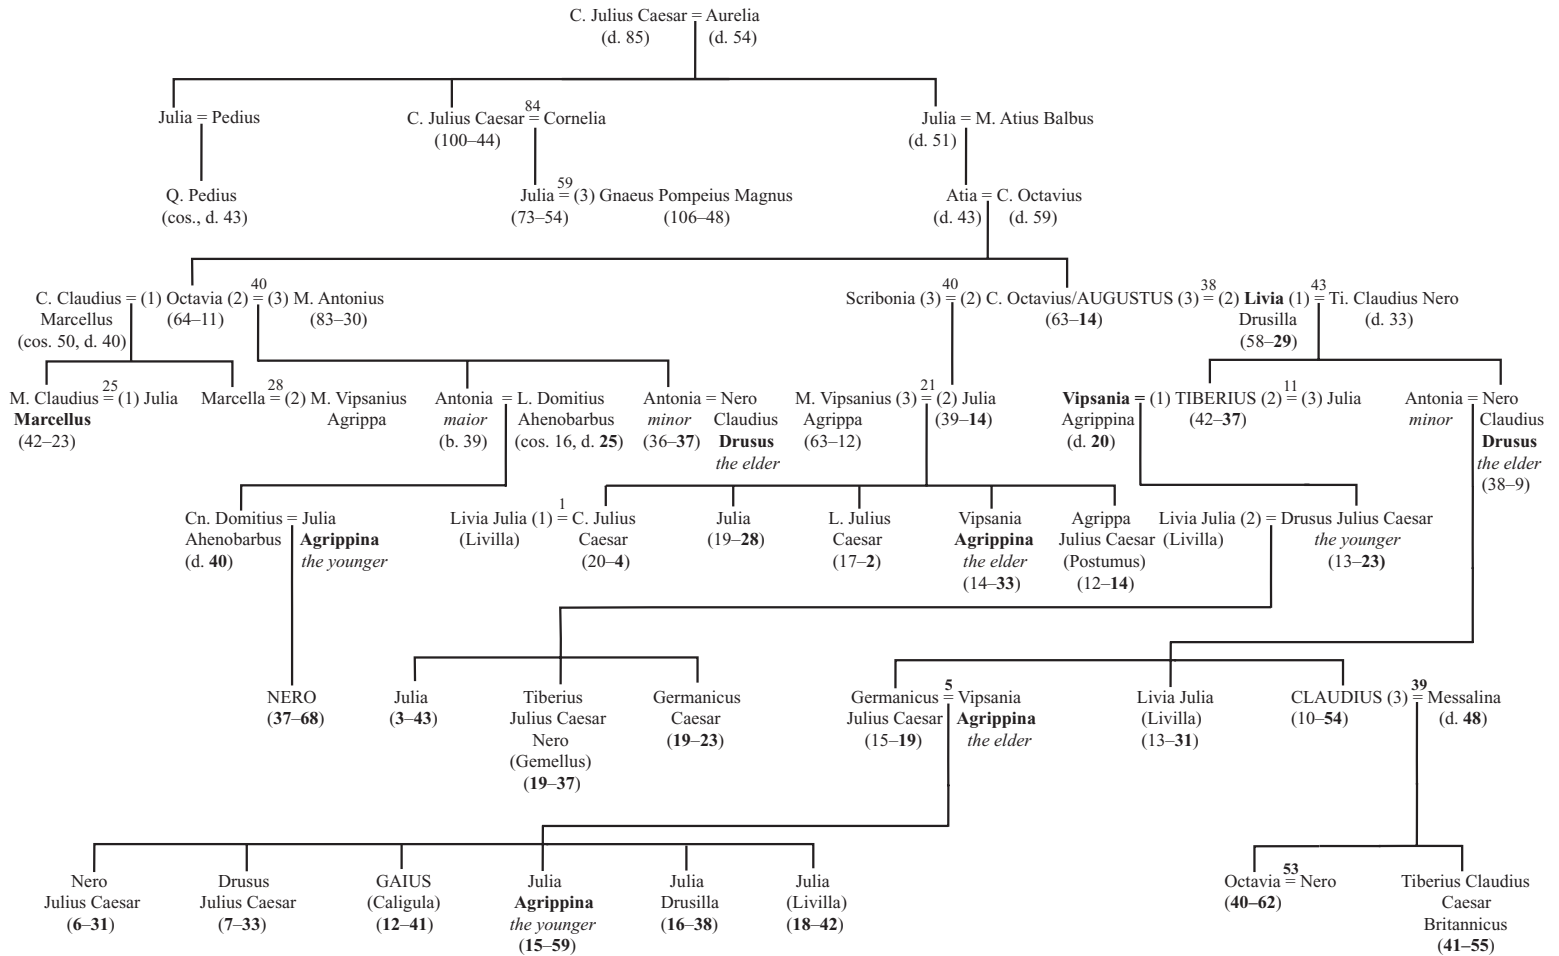 C. Julius Caesar = Aurelia
(d. 85) (d. 54)
Julia = Pedius
84
C. Julius Caesar = Cornelia
(100–44)
Julia = M. Atius Balbus
(d. 51)
Q. Pedius
(cos., d. 43)
59
Julia = (3) Gnaeus Pompeius Magnus
(73–54) (106–48)
Atia = C. Octavius
(d. 43) (d. 59)
40
C. Claudius = (1) Octavia (2) = (3) M. Antonius
Marcellus (64–11) (83–30)
(cos. 50, d. 40)
40 38 43
Scribonia (3) = (2) C. Octavius/AUGUSTUS (3) = (2) Livia (1) = Ti. Claudius Nero
(63–14) Drusilla (d. 33)
(58–29)
25
M. Claudius = (1) Julia
Marcellus
(42–23)
28
Marcella = (2) M. Vipsanius
Agrippa
Antonia = L. Domitius
maior Ahenobarbus
(b. 39) (cos. 16, d. 25)
Antonia = Nero
minor Claudius
(36–37) Drusus
the elder
21
M. Vipsanius (3) = (2) Julia
Agrippa (39–14)
(63–12)
11
Vipsania = (1) TIBERIUS (2) = (3) Julia
Agrippina (42–37)
(d. 20)
Antonia = Nero
minor Claudius
Drusus
the elder
(38–9)
Cn. Domitius = Julia
Ahenobarbus Agrippina
(d. 40) the younger
1
Livia Julia (1) = C. Julius
(Livilla) Caesar
(20–4)
Julia
(19–28)
L. Julius
Caesar
(17–2)
Vipsania
Agrippina
the elder
(14–33)
Agrippa
Julius Caesar
(Postumus)
(12–14)
Livia Julia (2) = Drusus Julius Caesar
(Livilla) the younger
(13–23)
NERO
(37–68)
Julia
(3–43)
Tiberius
Julius Caesar
Nero
(Gemellus)
(19–37)
Germanicus
Caesar
(19–23)
5
Germanicus = Vipsania
Julius Caesar Agrippina
(15–19) the elder
Livia Julia
(Livilla)
(13–31)
39
CLAUDIUS (3) = Messalina
(10–54) (d. 48)
Nero
Julius Caesar
(6–31)
Drusus
Julius Caesar
(7–33)
GAIUS
(Caligula)
(12–41)
Julia
Agrippina
the younger
(15–59)
Julia
Drusilla
(16–38)
Julia
(Livilla)
(18–42)
53
Octavia = Nero
(40–62)
Tiberius Claudius
Caesar
Britannicus
(41–55)